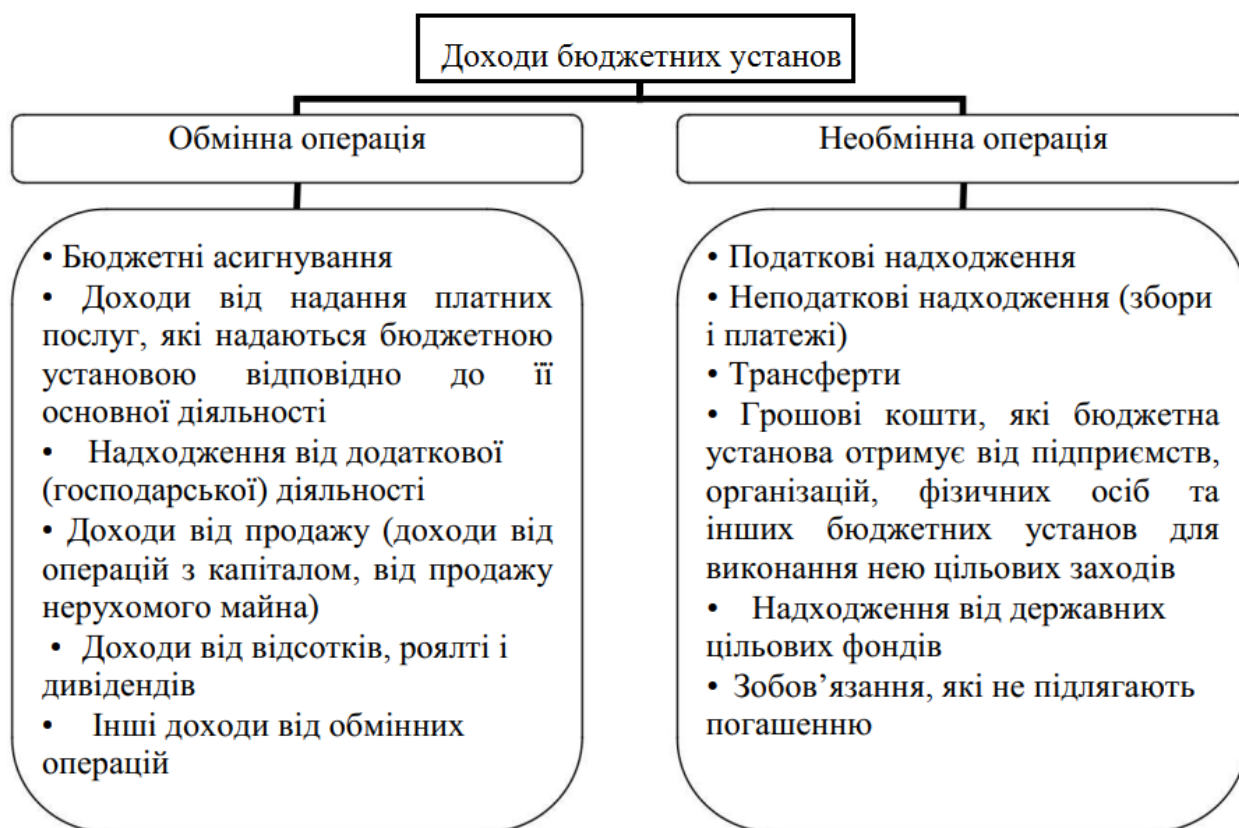 Доходи бюджетних установ
Обмінна операція
Необмінна операція
• Бюджетні асигнування
• Доходи від надання платних
послуг, які надаються бюджетною
установою відповідно до її
основної діяльності
• Надходження від додаткової
(господарської) діяльності
• Доходи від продажу (доходи від
операцій з капіталом, від продажу
нерухомого майна)
• Доходи від відсотків, роялті і
дивідендів
• Інші доходи від обмінних
операцій
• Податкові надходження
• Неподаткові надходження (збори
і платежі)
• Трансферти
• Грошові кошти, які бюджетна
установа отримує від підприємств,
організацій, фізичних осіб та
інших бюджетних установ для
виконання нею цільових заходів
• Надходження від державних
цільових фондів
• Зобов’язання, які не підлягають
погашенню